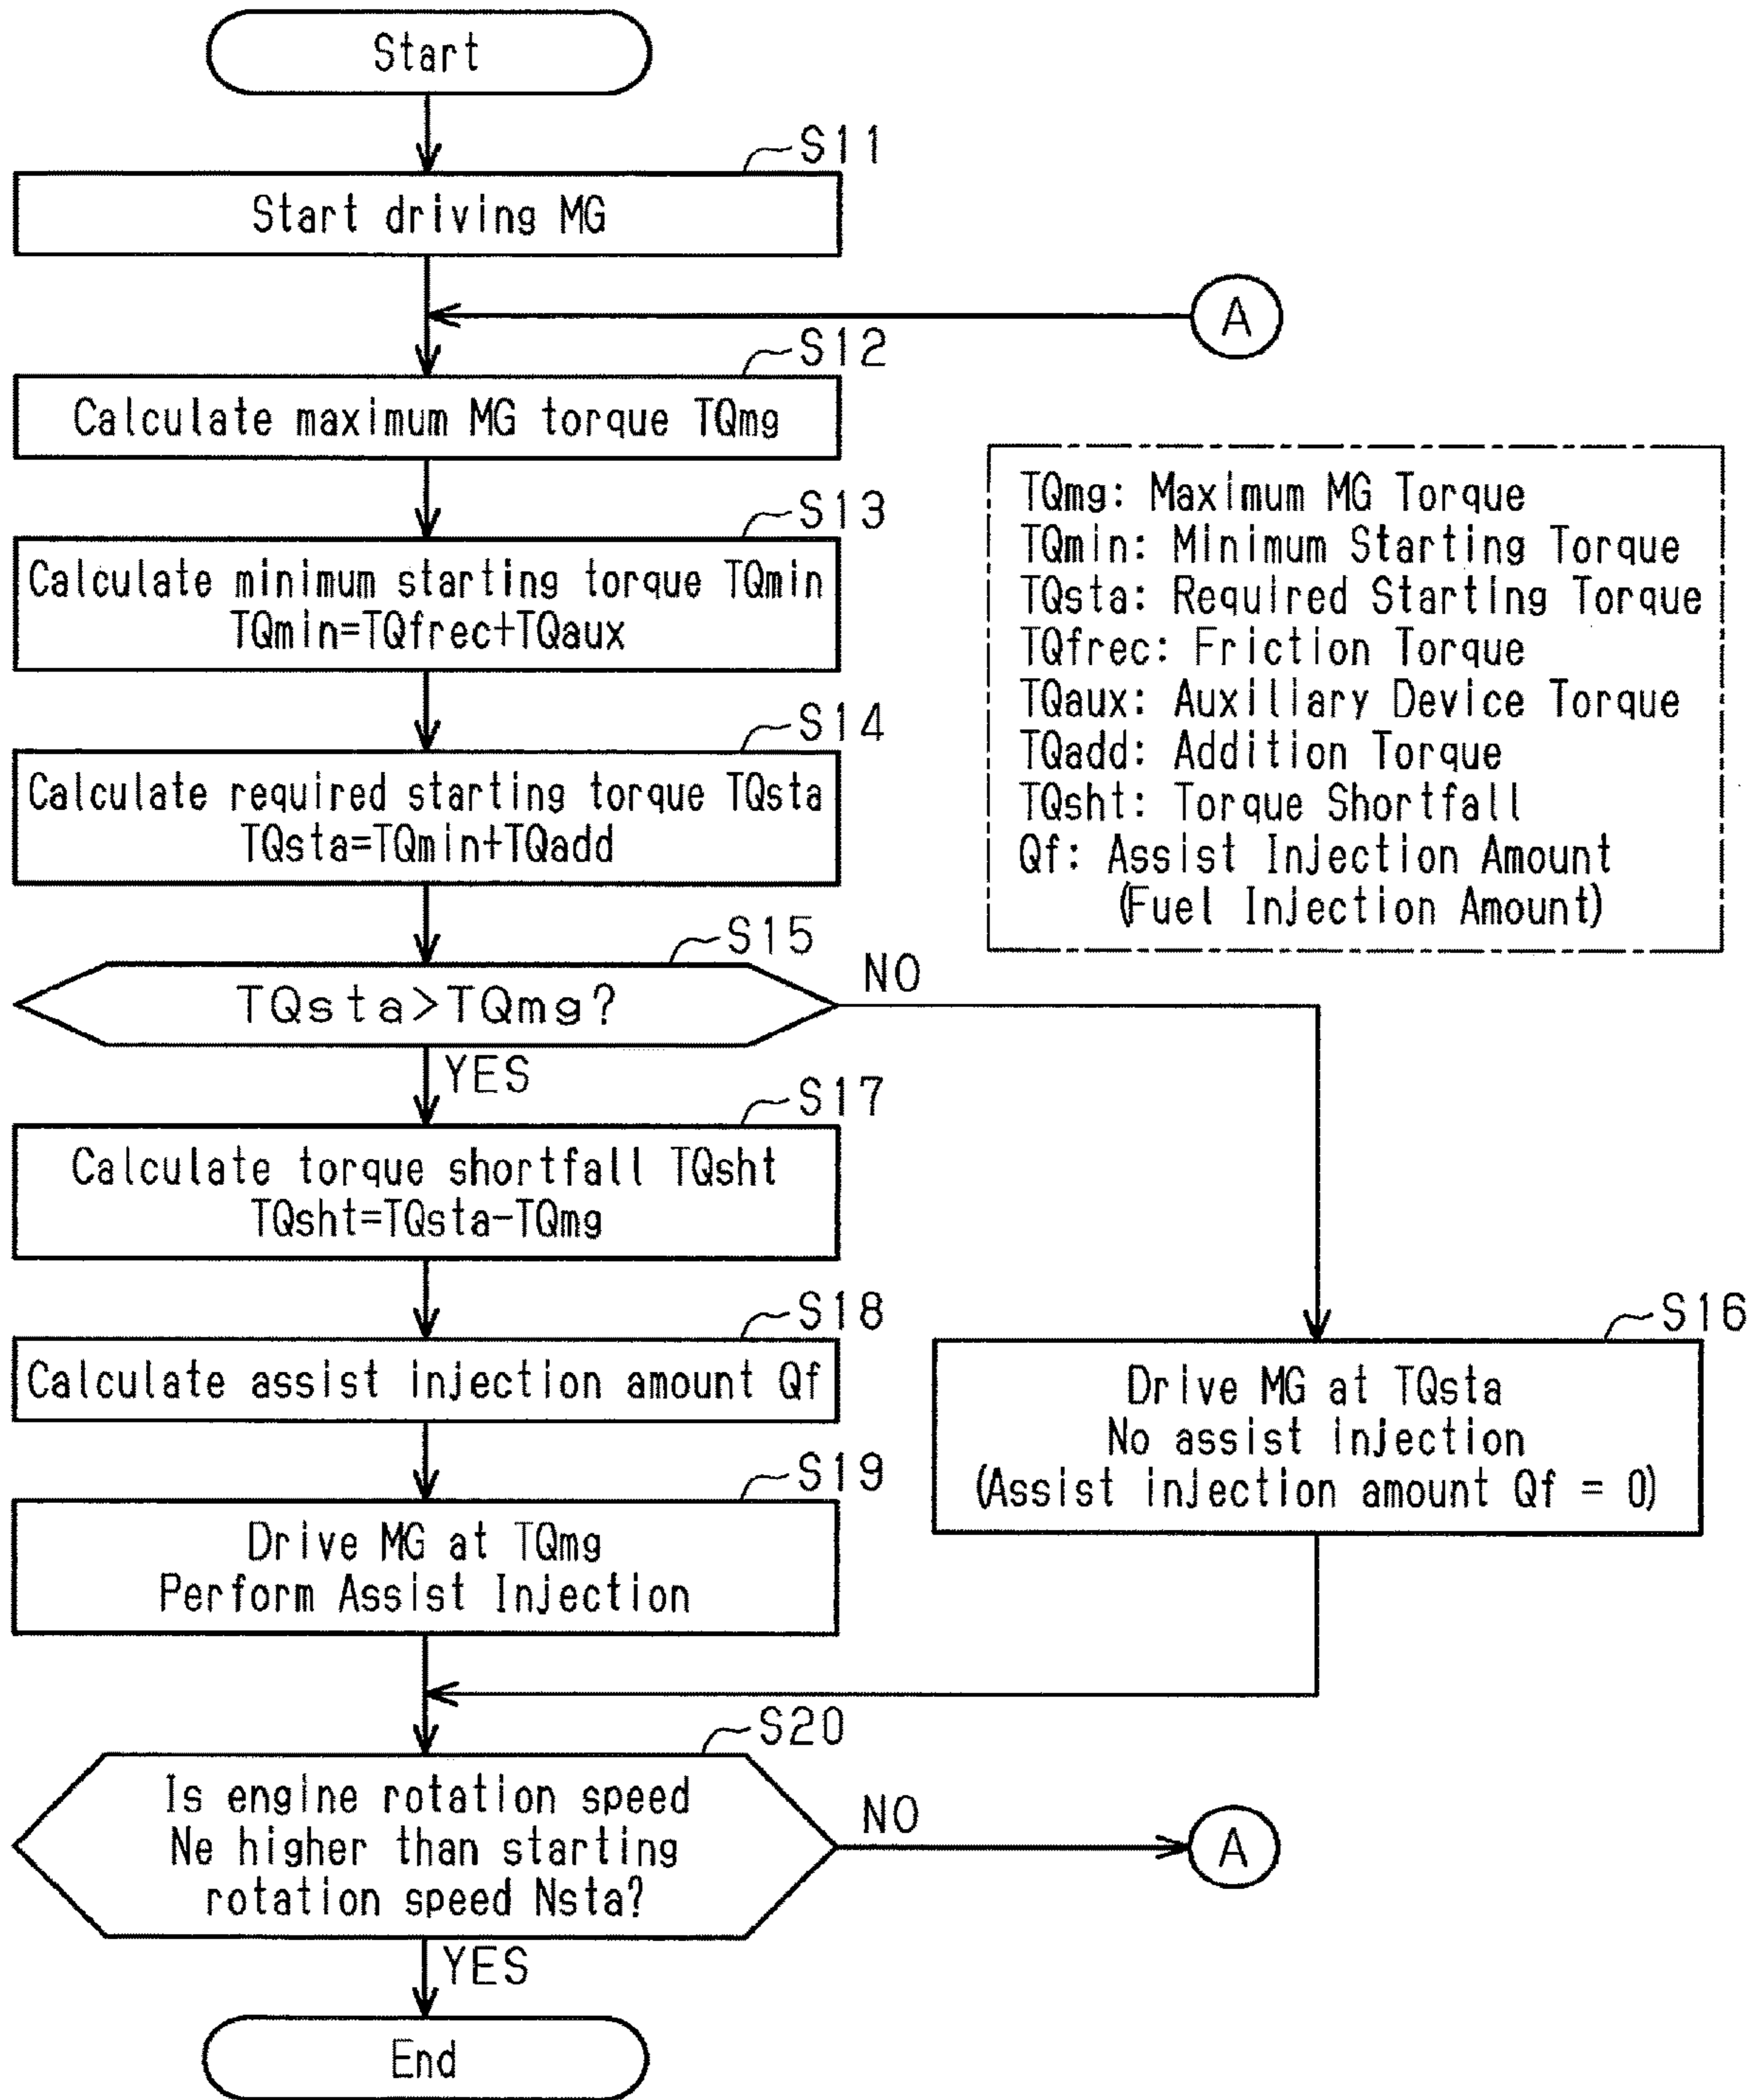 Start
S11
Start driving MG
A
S12
Calculate maximum MG torque TQmg
S13
Calculate minimum starting torque TQmin
TQmin=TQfrec+TQaux
S14
Calculate required starting torque TQsta
TQsta=TQmin+TQadd
TQmg: Maximum MG Torque
TQmin: Minimum Starting Torque
TQsta: Required Starting Torque
TQfrec: Friction Torque
TQaux: Auxiliary Device Torque
TQadd: Addition Torque
TQsht: Torque Shortfall
Qf: Assist Injection Amount
(Fuel Injection Amount)
S15
TQsta>TQmg?
NO
YES
S17
Calculate torque shortfall TQsht
TQsht=TQsta-TQmg
S18
Calculate assist injection amount Qf
S16
Drive MG at TQsta
No assist injection
(Assist injection amount Qf = 0)
S19
Drive MG at TQmg
Perform Assist Injection
S20
Is engine rotation speed
Ne higher than starting
rotation speed Nsta?
NO
A
YES
End